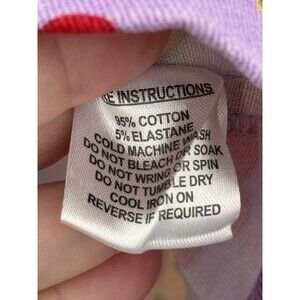 RE INSTRUCTIONS
95% COTTON
5% ELASTANE
COLD MACHINE WASH
DO NOT BLEACH OR SOAK
DO NOT WRING OR SPIN
DO NOT TUMBLE DRY
COOL IRON ON
REVERSE IF REQUIRED